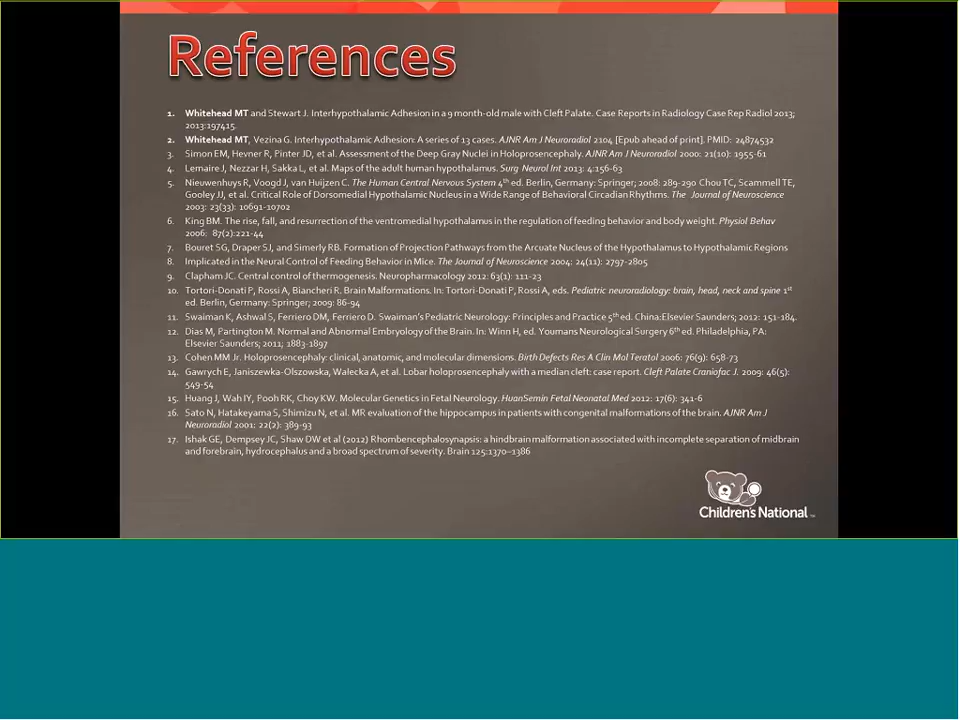 References
1. Whitehead MT and Stewart J. Interhypothalamic Adhesion in a 9 month-old male with Cleft Palate. Case Reports in Radiology Case Rep Radiol 2013;
2013:197415.
2. Whitehead MT, Vezina G. Interhypothalamic Adhesion: A series of 13 cases. AJNR Am J Neuroradiol 2104 [Epub ahead of print]. PMID: 24874532
3. Simon EM, Hevner R, Pinter JD, et al. Assessment of the Deep Gray Nuclei in Holoprosencephaly. AJNR Am J Neuroradiol 2000: 21(10): 1955-61
4. Lemaire J, Nezzar H, Sakka L, et al. Maps of the adult human hypothalamus. Surg Neurol Int 2013: 4:156-63
5. Nieuwenhuys R, Voogd J, van Huijzen C. The Human Central Nervous System 4th ed. Berlin, Germany: Springer; 2008: 289-290 Chou TC, Scammell TE,
Gooley JJ, et al. Critical Role of Dorsomedial Hypothalamic Nucleus in a Wide Range of Behavioral Circadian Rhythms. The Journal of Neuroscience
2003: 23(33): 10691-10702
6. King BM. The rise, fall, and resurrection of the ventromedial hypothalamus in the regulation of feeding behavior and body weight. Physiol Behav
2006: 87(2):221-44
7. Bouret SG, Draper SJ, and Simerly RB. Formation of Projection Pathways from the Arcuate Nucleus of the Hypothalamus to Hypothalamic Regions
8. Implicated in the Neural Control of Feeding Behavior in Mice. The Journal of Neuroscience 2004: 24(11): 2797-2805
9. Clapham JC. Central control of thermogenesis. Neuropharmacology 2012: 63(1): 111-23
10. Tortori-Donati P, Rossi A, Biancheri R. Brain Malformations. In: Tortori-Donati P, Rossi A, eds. Pediatric neuroradiology: brain, head, neck and spine 1st
ed. Berlin, Germany: Springer; 2009: 86-94
11. Swaiman K, Ashwal S, Ferriero DM, Ferriero D. Swaiman's Pediatric Neurology: Principles and Practice 5th ed. China:Elsevier Saunders; 2012: 151-184.
12. Dias M, Partington M. Normal and Abnormal Embryology of the Brain. In: Winn H, ed. Youmans Neurological Surgery 6th ed. Philadelphia, PA:
Elsevier Saunders; 2011; 1883-1897
13. Cohen MM Jr. Holoprosencephaly: clinical, anatomic, and molecular dimensions. Birth Defects Res A Clin Mol Teratol 2006: 76(9): 658-73
14. Gawrych E, Janiszewka-Olszowska, Walecka A, et al. Lobar holoprosencephaly with a median cleft: case report. Cleft Palate Craniofac J. 2009: 46(5):
549-54
15. Huang J, Wah IY, Pooh RK, Choy KW. Molecular Genetics in Fetal Neurology. HuanSemin Fetal Neonatal Med 2012: 17(6): 341-6
16. Sato N, Hatakeyama S, Shimizu N, et al. MR evaluation of the hippocampus in patients with congenital malformations of the brain. AJNR Am J
Neuroradiol 2001: 22(2): 389-93
17. Ishak GE, Dempsey JC, Shaw DW et al (2012) Rhombencephalosynapsis: a hindbrain malformation associated with incomplete separation of midbrain
and forebrain, hydrocephalus and a broad spectrum of severity. Brain 125:1370–1386
Children's National™